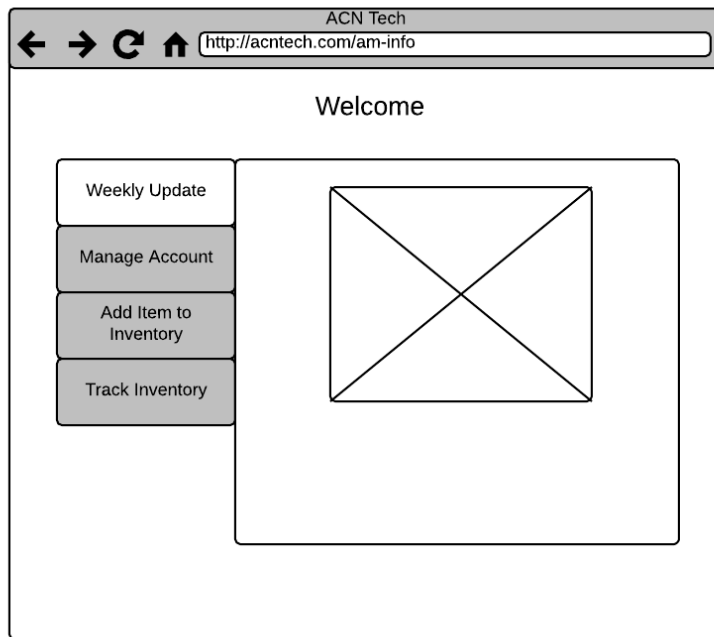 ACN Tech
http://acntech.com/am-info
Welcome
Weekly Update
Manage Account
Add Item to
Inventory
Track Inventory